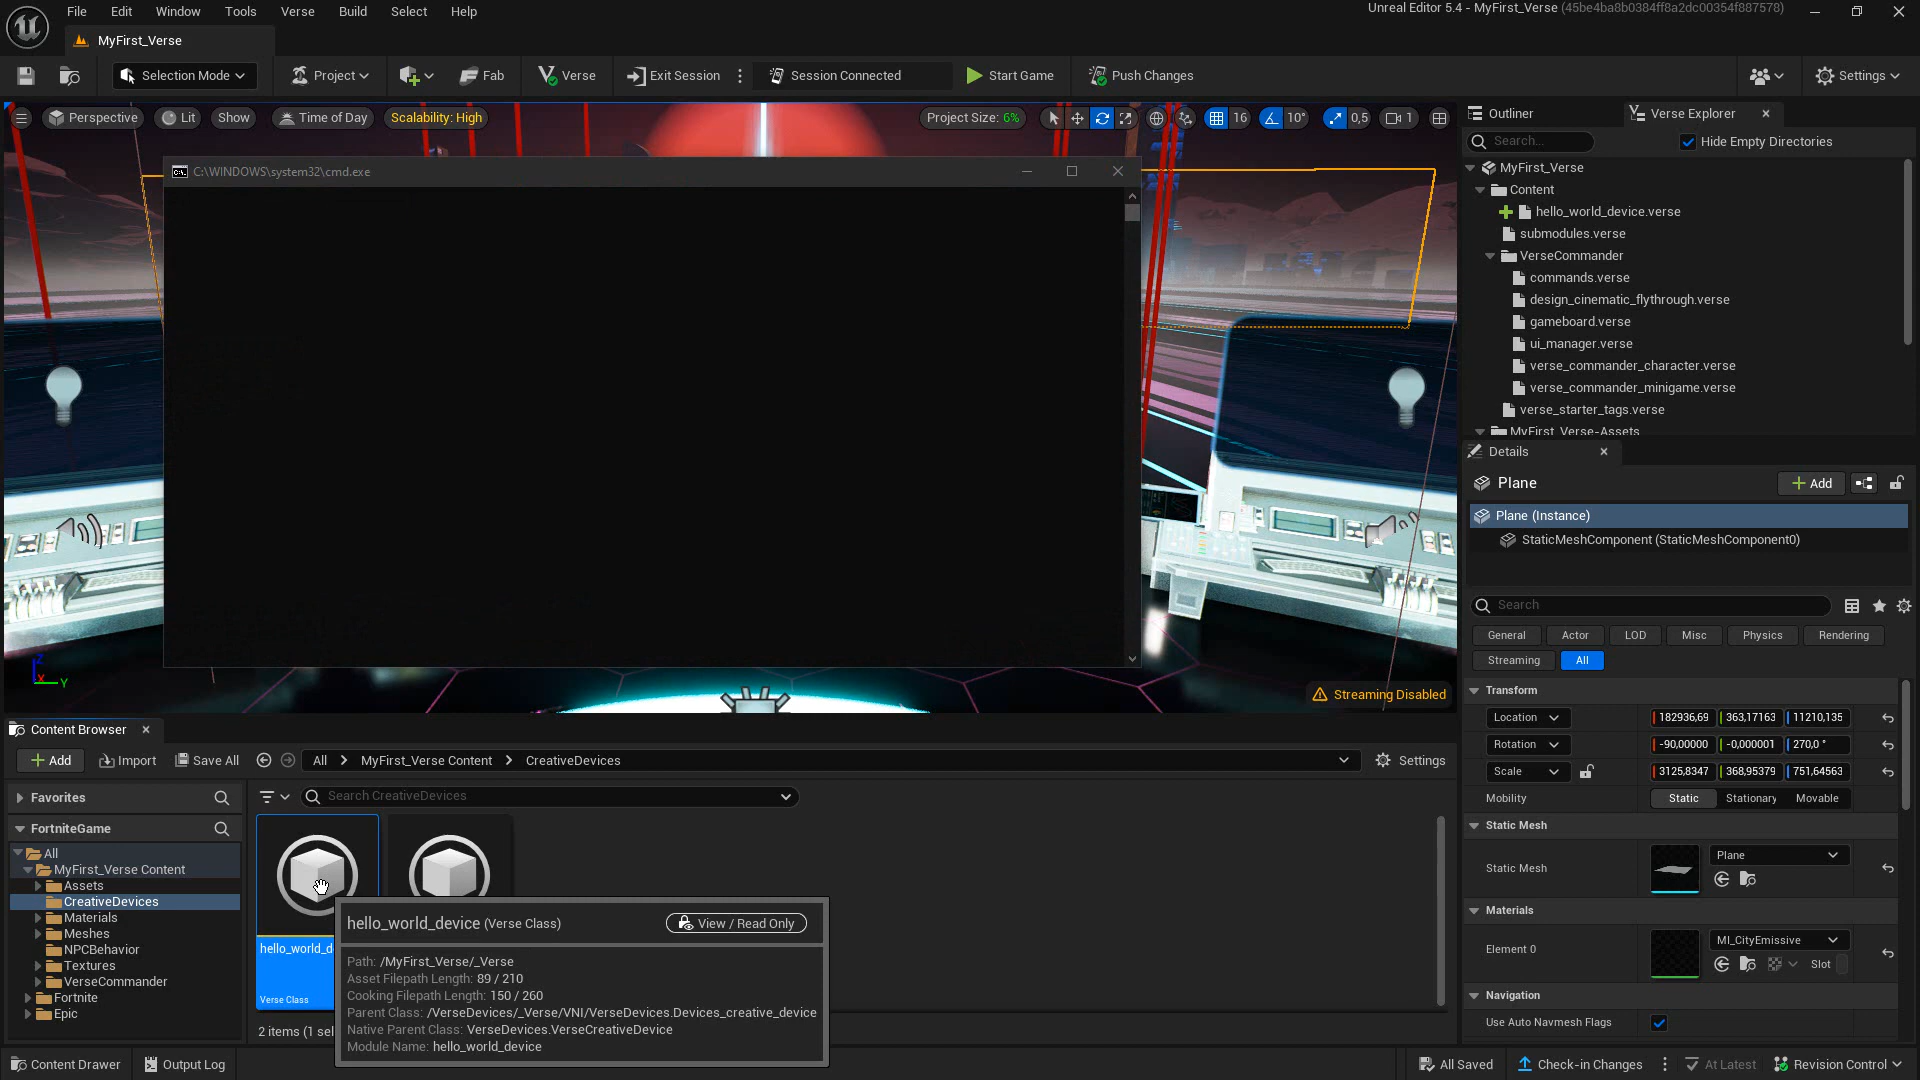 File Edit Window Tools Verse Build Select Help
Unreal Editor 5.4 - MyFirst_Verse (45be4ba8b0384ff8a2dc00354f887578)
MyFirst_Verse
Selection Mode Project Fab Verse Exit Session Session Connected Start Game Push Changes Settings
Perspective Lit Show Time of Day Scalability: High Project Size: 6% 16 10° 0,5 1
C:\WINDOWS\system32\cmd.exe
Streaming Disabled
Outliner Verse Explorer
Search... Hide Empty Directories
MyFirst_Verse
Content
hello_world_device.verse
submodules.verse
VerseCommander
commands.verse
design_cinematic_flythrough.verse
gameboard.verse
ui_manager.verse
verse_commander_character.verse
verse_commander_minigame.verse
verse_starter_tags.verse
MyFirst_Verse-Assets
Details
Plane Add
Plane (Instance)
StaticMeshComponent (StaticMeshComponent0)
Search
General Actor LOD Misc Physics Rendering
Streaming All
Transform
Location 182936,69 363,17163 11210,135
Rotation -90,00000 -0,000001 270,0 °
Scale 3125,8347 368,95379 751,64563
Mobility Static Stationary Movable
Static Mesh
Static Mesh Plane
Materials
Element 0 MI_CityEmissive
Slot
Navigation
Use Auto Navmesh Flags
Content Browser
Add Import Save All All MyFirst_Verse Content CreativeDevices Settings
Favorites
Search CreativeDevices
FortniteGame
All
MyFirst_Verse Content
Assets
CreativeDevices
Materials
Meshes
NPCBehavior
Textures
VerseCommander
Fortnite
Epic
hello_world_d
Verse Class
2 items (1 sel
hello_world_device (Verse Class) View / Read Only
Path: /MyFirst_Verse/_Verse
Asset Filepath Length: 89 / 210
Cooking Filepath Length: 150 / 260
Parent Class: /VerseDevices/_Verse/VNI/VerseDevices.Devices_creative_device
Native Parent Class: VerseDevices.VerseCreativeDevice
Module Name: hello_world_device
Content Drawer Output Log All Saved Check-in Changes At Latest Revision Control